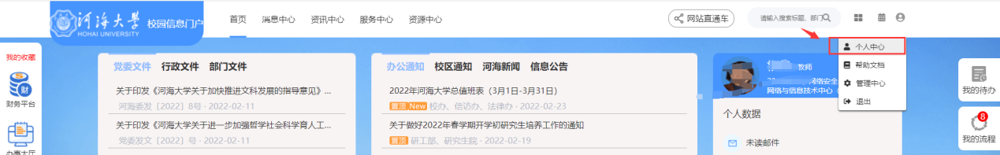 河海大学
HOHAI UNIVERSITY
校园信息门户
首页 消息中心 资讯中心 服务中心 资源中心
网站直通车
请输入搜索标题、部门
个人中心
帮助文档
管理中心
退出
我的收藏
财务平台
办事大厅
党委文件 行政文件 部门文件
关于印发《河海大学关于加快推进文科发展的指导意见》...
河海委发〔2022〕8号 · 2022-02-11
关于印发《河海大学关于进一步加强哲学社会科学育人工...
党委发文〔2022〕号 · 2022-02-11
办公通知 校区通知 河海新闻 信息公告
2022年河海大学总值班表（3月1日-3月31日）
置顶 New 校办、信访办、法律办 · 2022-02-23
关于做好2022年春学期开学初研究生培养工作的通知
置顶 研工部、研究生院 · 2022-02-19
教师
网络安全
网络与信息技术中心
个人数据
未读邮件
我的待办
8
我的流程